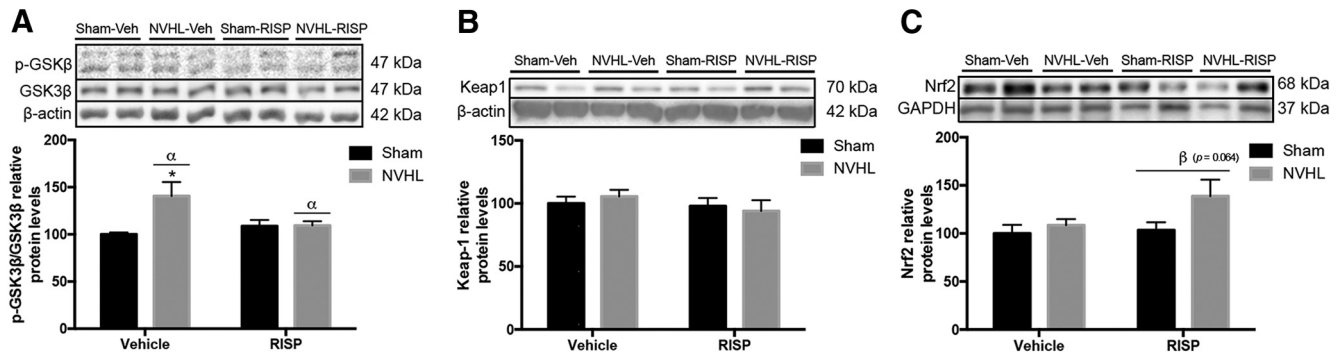 A
Sham-Veh NVHL-Veh Sham-RISP NVHL-RISP
p-GSKβ 47 kDa
GSK3β 47 kDa
β-actin 42 kDa
p-GSK3β/GSK3β relative
protein levels
200
150
100
50
0
α
*
α
Sham
NVHL
Vehicle RISP
B
Sham-Veh NVHL-Veh Sham-RISP NVHL-RISP
Keap1 70 kDa
β-actin 42 kDa
Keap-1 relative
protein levels
150
100
50
0
Sham
NVHL
Vehicle RISP
C
Sham-Veh NVHL-Veh Sham-RISP NVHL-RISP
Nrf2 68 kDa
GAPDH 37 kDa
Nrf2 relative
protein levels
200
150
100
50
0
β (p = 0.064)
Sham
NVHL
Vehicle RISP